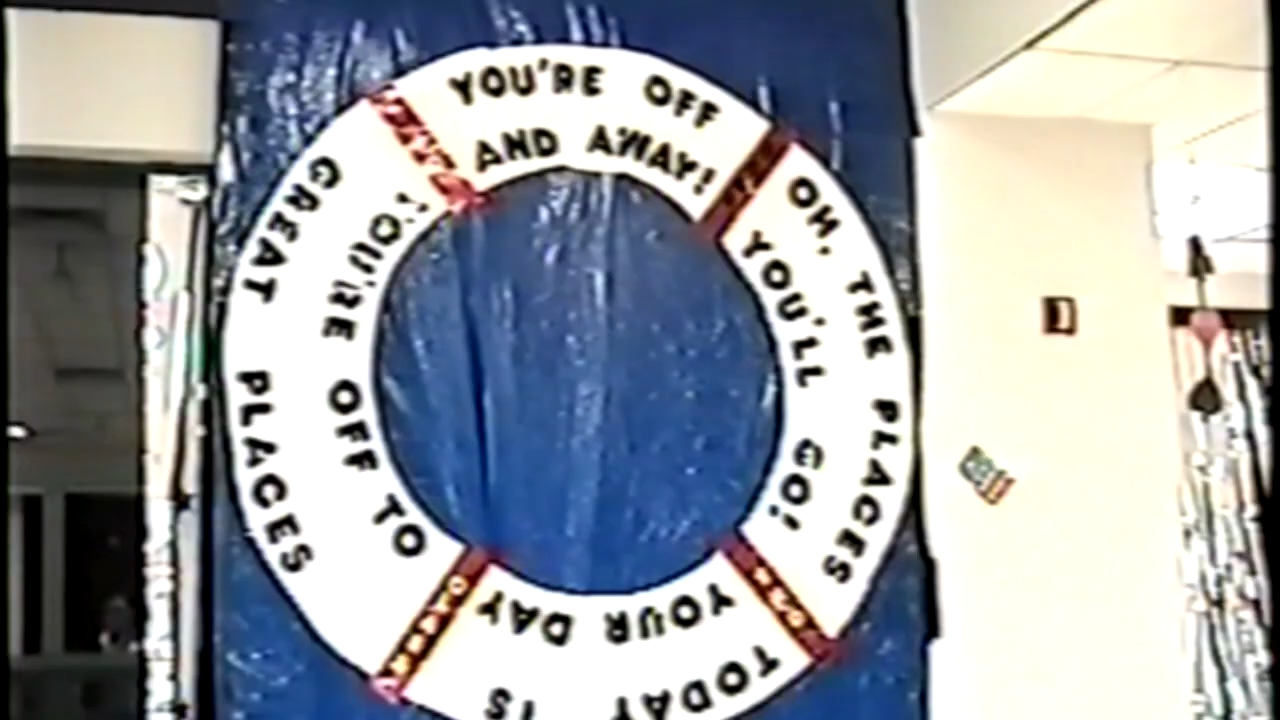 YOU'RE OFF
AND AWAY!
OH, THE PLACES
YOU'LL GO!
TODAY IS
YOUR DAY
GREAT PLACES
YOU'RE OFF TO